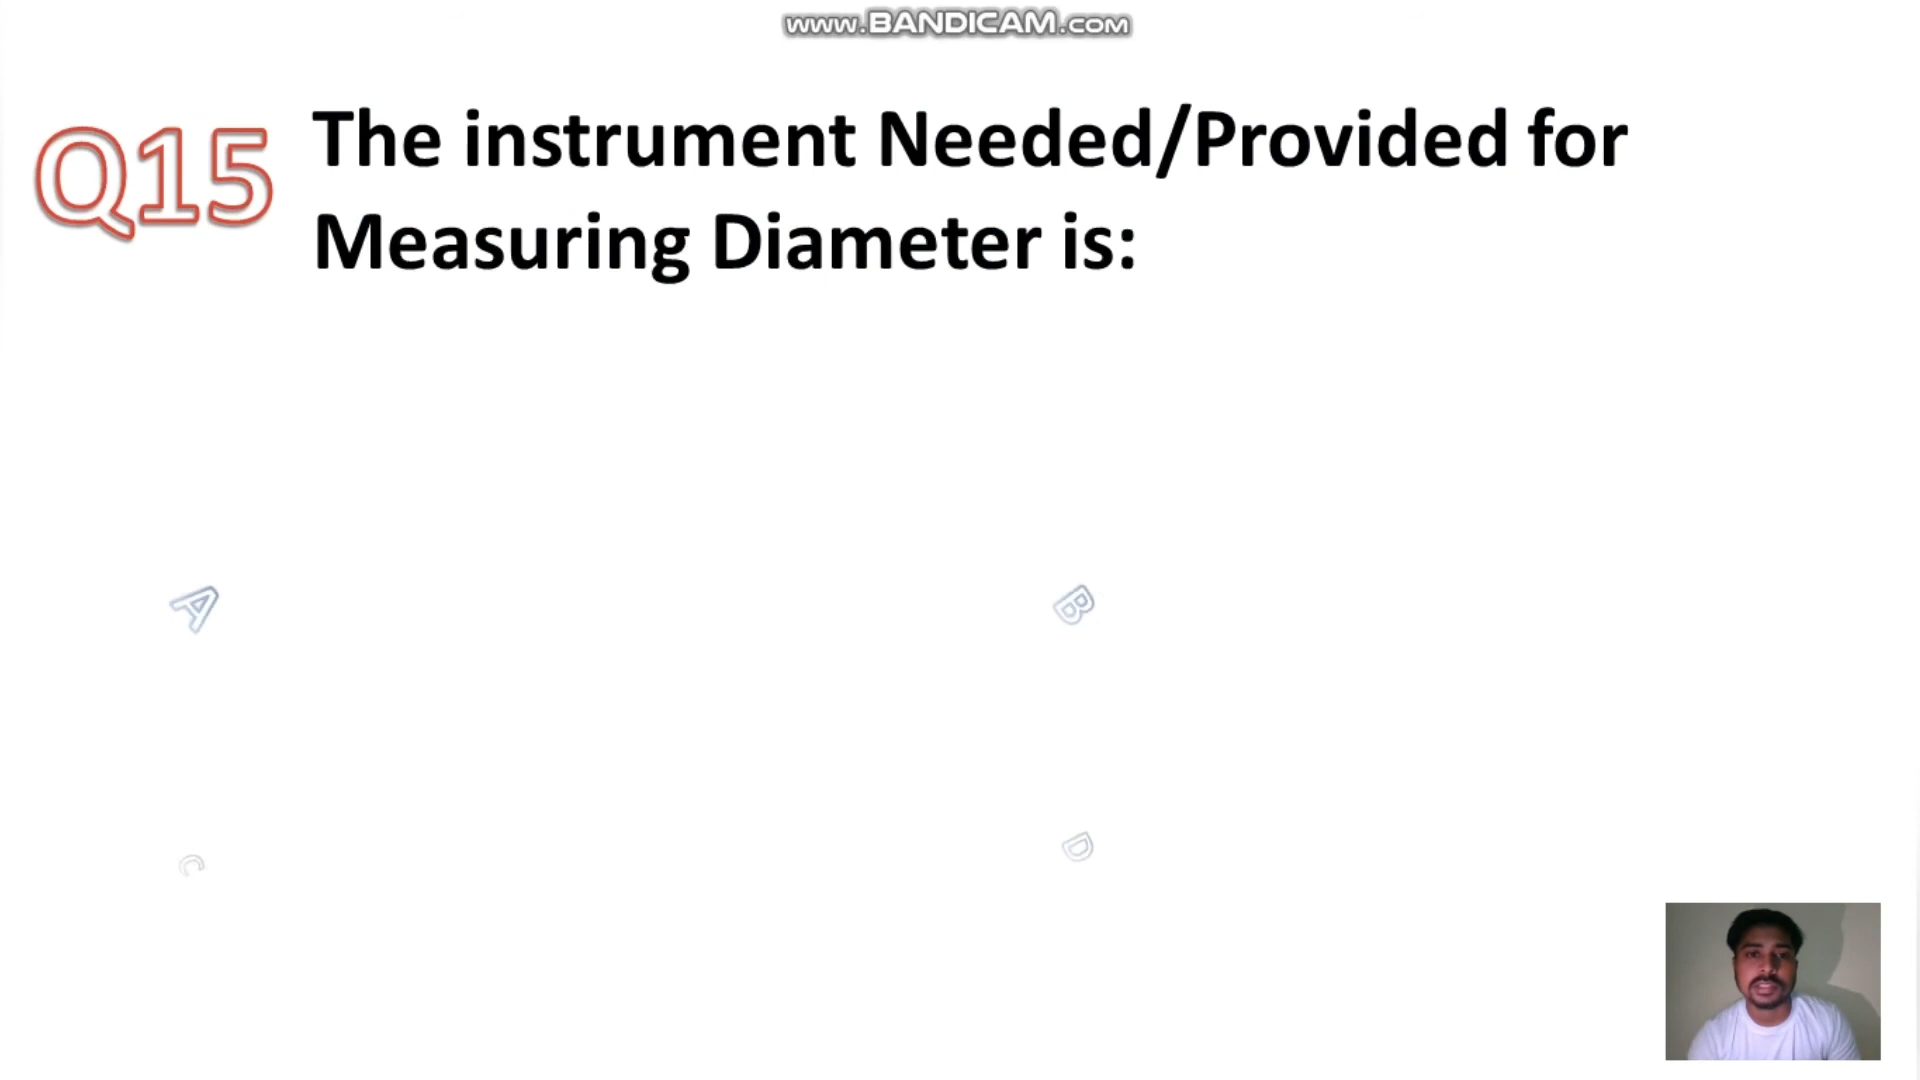 www.BANDICAM.com
Q15 The instrument Needed/Provided for
Measuring Diameter is:
A B
C D